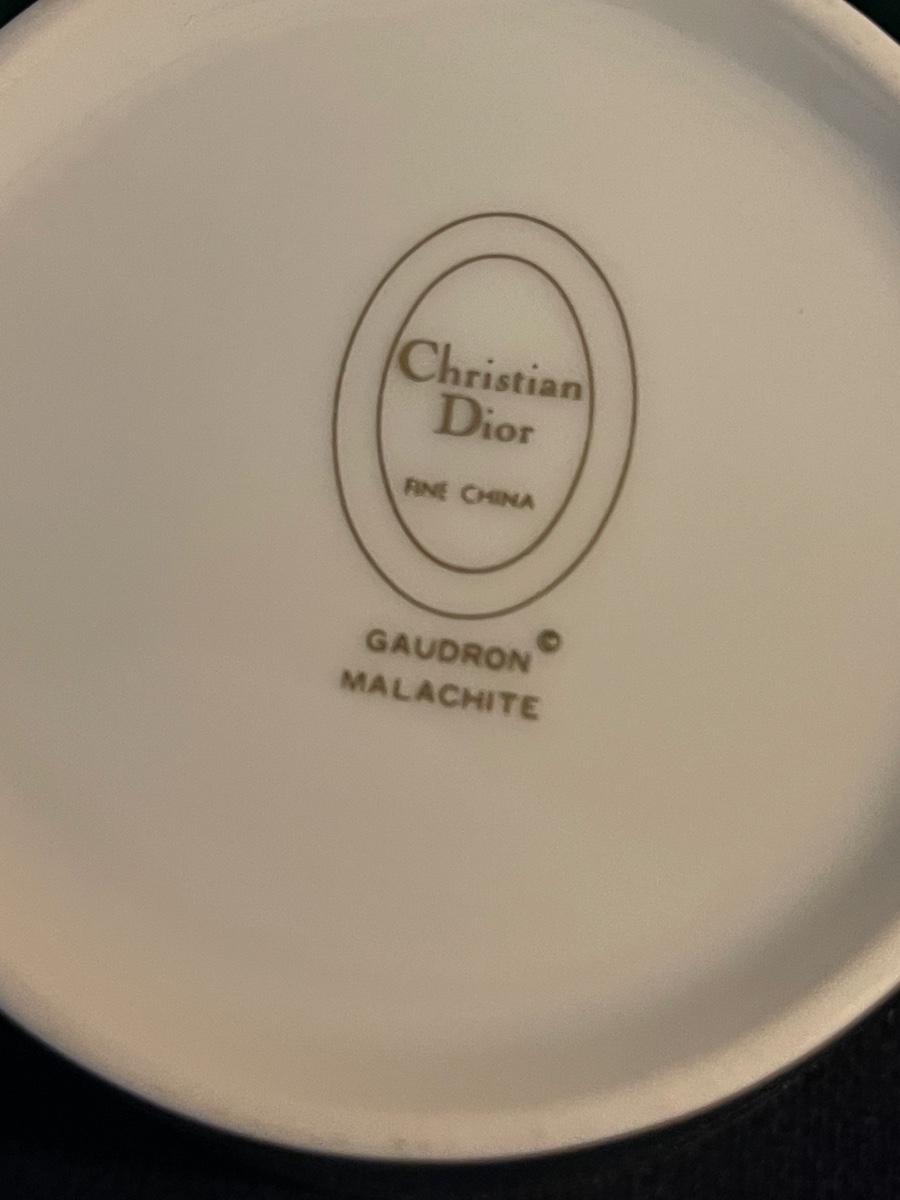 Christian
Dior
FINE CHINA
GAUDRON©
MALACHITE